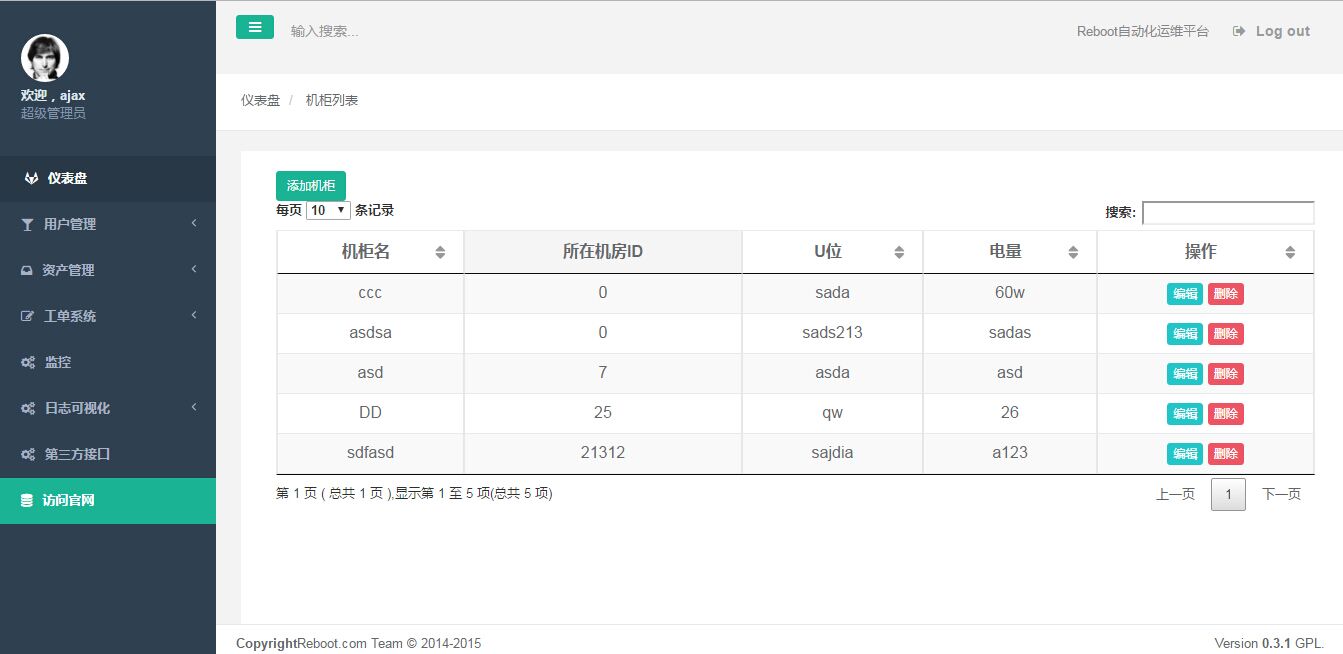 欢迎，ajax
超级管理员
仪表盘
用户管理
资产管理
工单系统
监控
日志可视化
第三方接口
访问官网
输入搜索... Reboot自动化运维平台 Log out
仪表盘 / 机柜列表
添加机柜
每页 10 条记录 搜索:
机柜名 所在机房ID U位 电量 操作
ccc 0 sada 60w 编辑 删除
asdsa 0 sads213 sadas 编辑 删除
asd 7 asda asd 编辑 删除
DD 25 qw 26 编辑 删除
sdfasd 21312 sajdia a123 编辑 删除
第 1 页 ( 总共 1 页 ),显示第 1 至 5 项(总共 5 项) 上一页 1 下一页
CopyrightReboot.com Team © 2014-2015 Version 0.3.1 GPL.